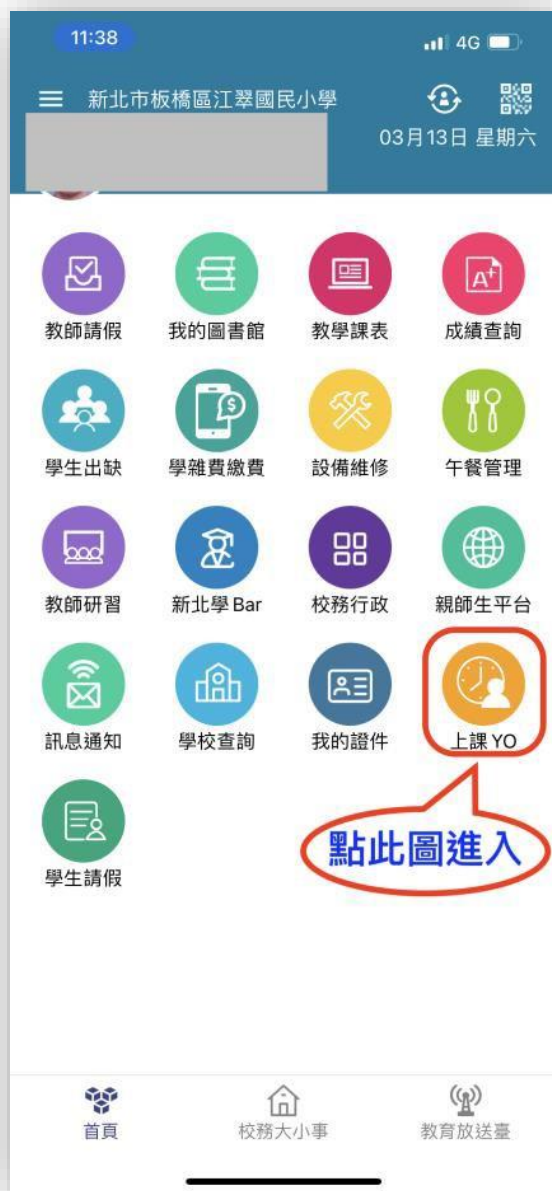 11:38
4G
新北市板橋區江翠國民小學
03月13日 星期六
教師請假
我的圖書館
教學課表
A+
成績查詢
學生出缺
$
學雜費繳費
設備維修
午餐管理
教師研習
新北學 Bar
校務行政
親師生平台
訊息通知
學校查詢
我的證件
上課 YO
學生請假
點此圖進入
首頁
校務大小事
教育放送臺